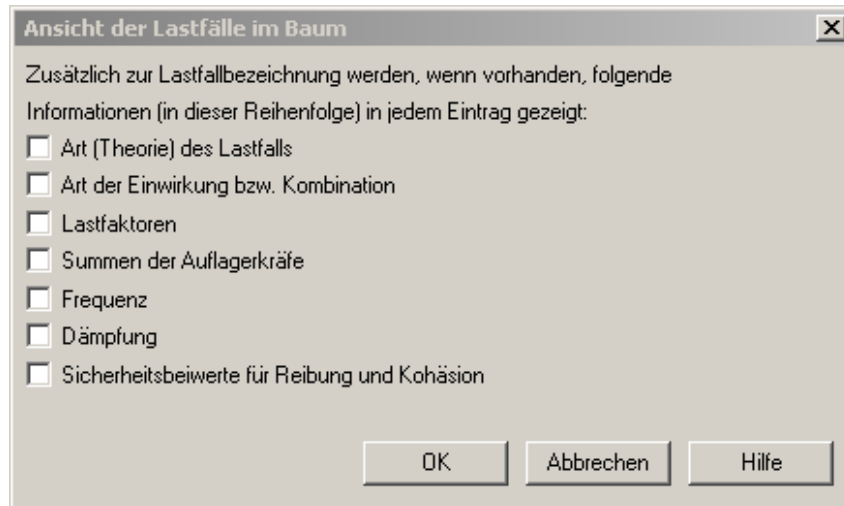 Ansicht der Lastfälle im Baum
Zusätzlich zur Lastfallbezeichnung werden, wenn vorhanden, folgende
Informationen (in dieser Reihenfolge) in jedem Eintrag gezeigt:
Art (Theorie) des Lastfalls
Art der Einwirkung bzw. Kombination
Lastfaktoren
Summen der Auflagerkräfe
Frequenz
Dämpfung
Sicherheitsbeiwerte für Reibung und Kohäsion
OK Abbrechen Hilfe